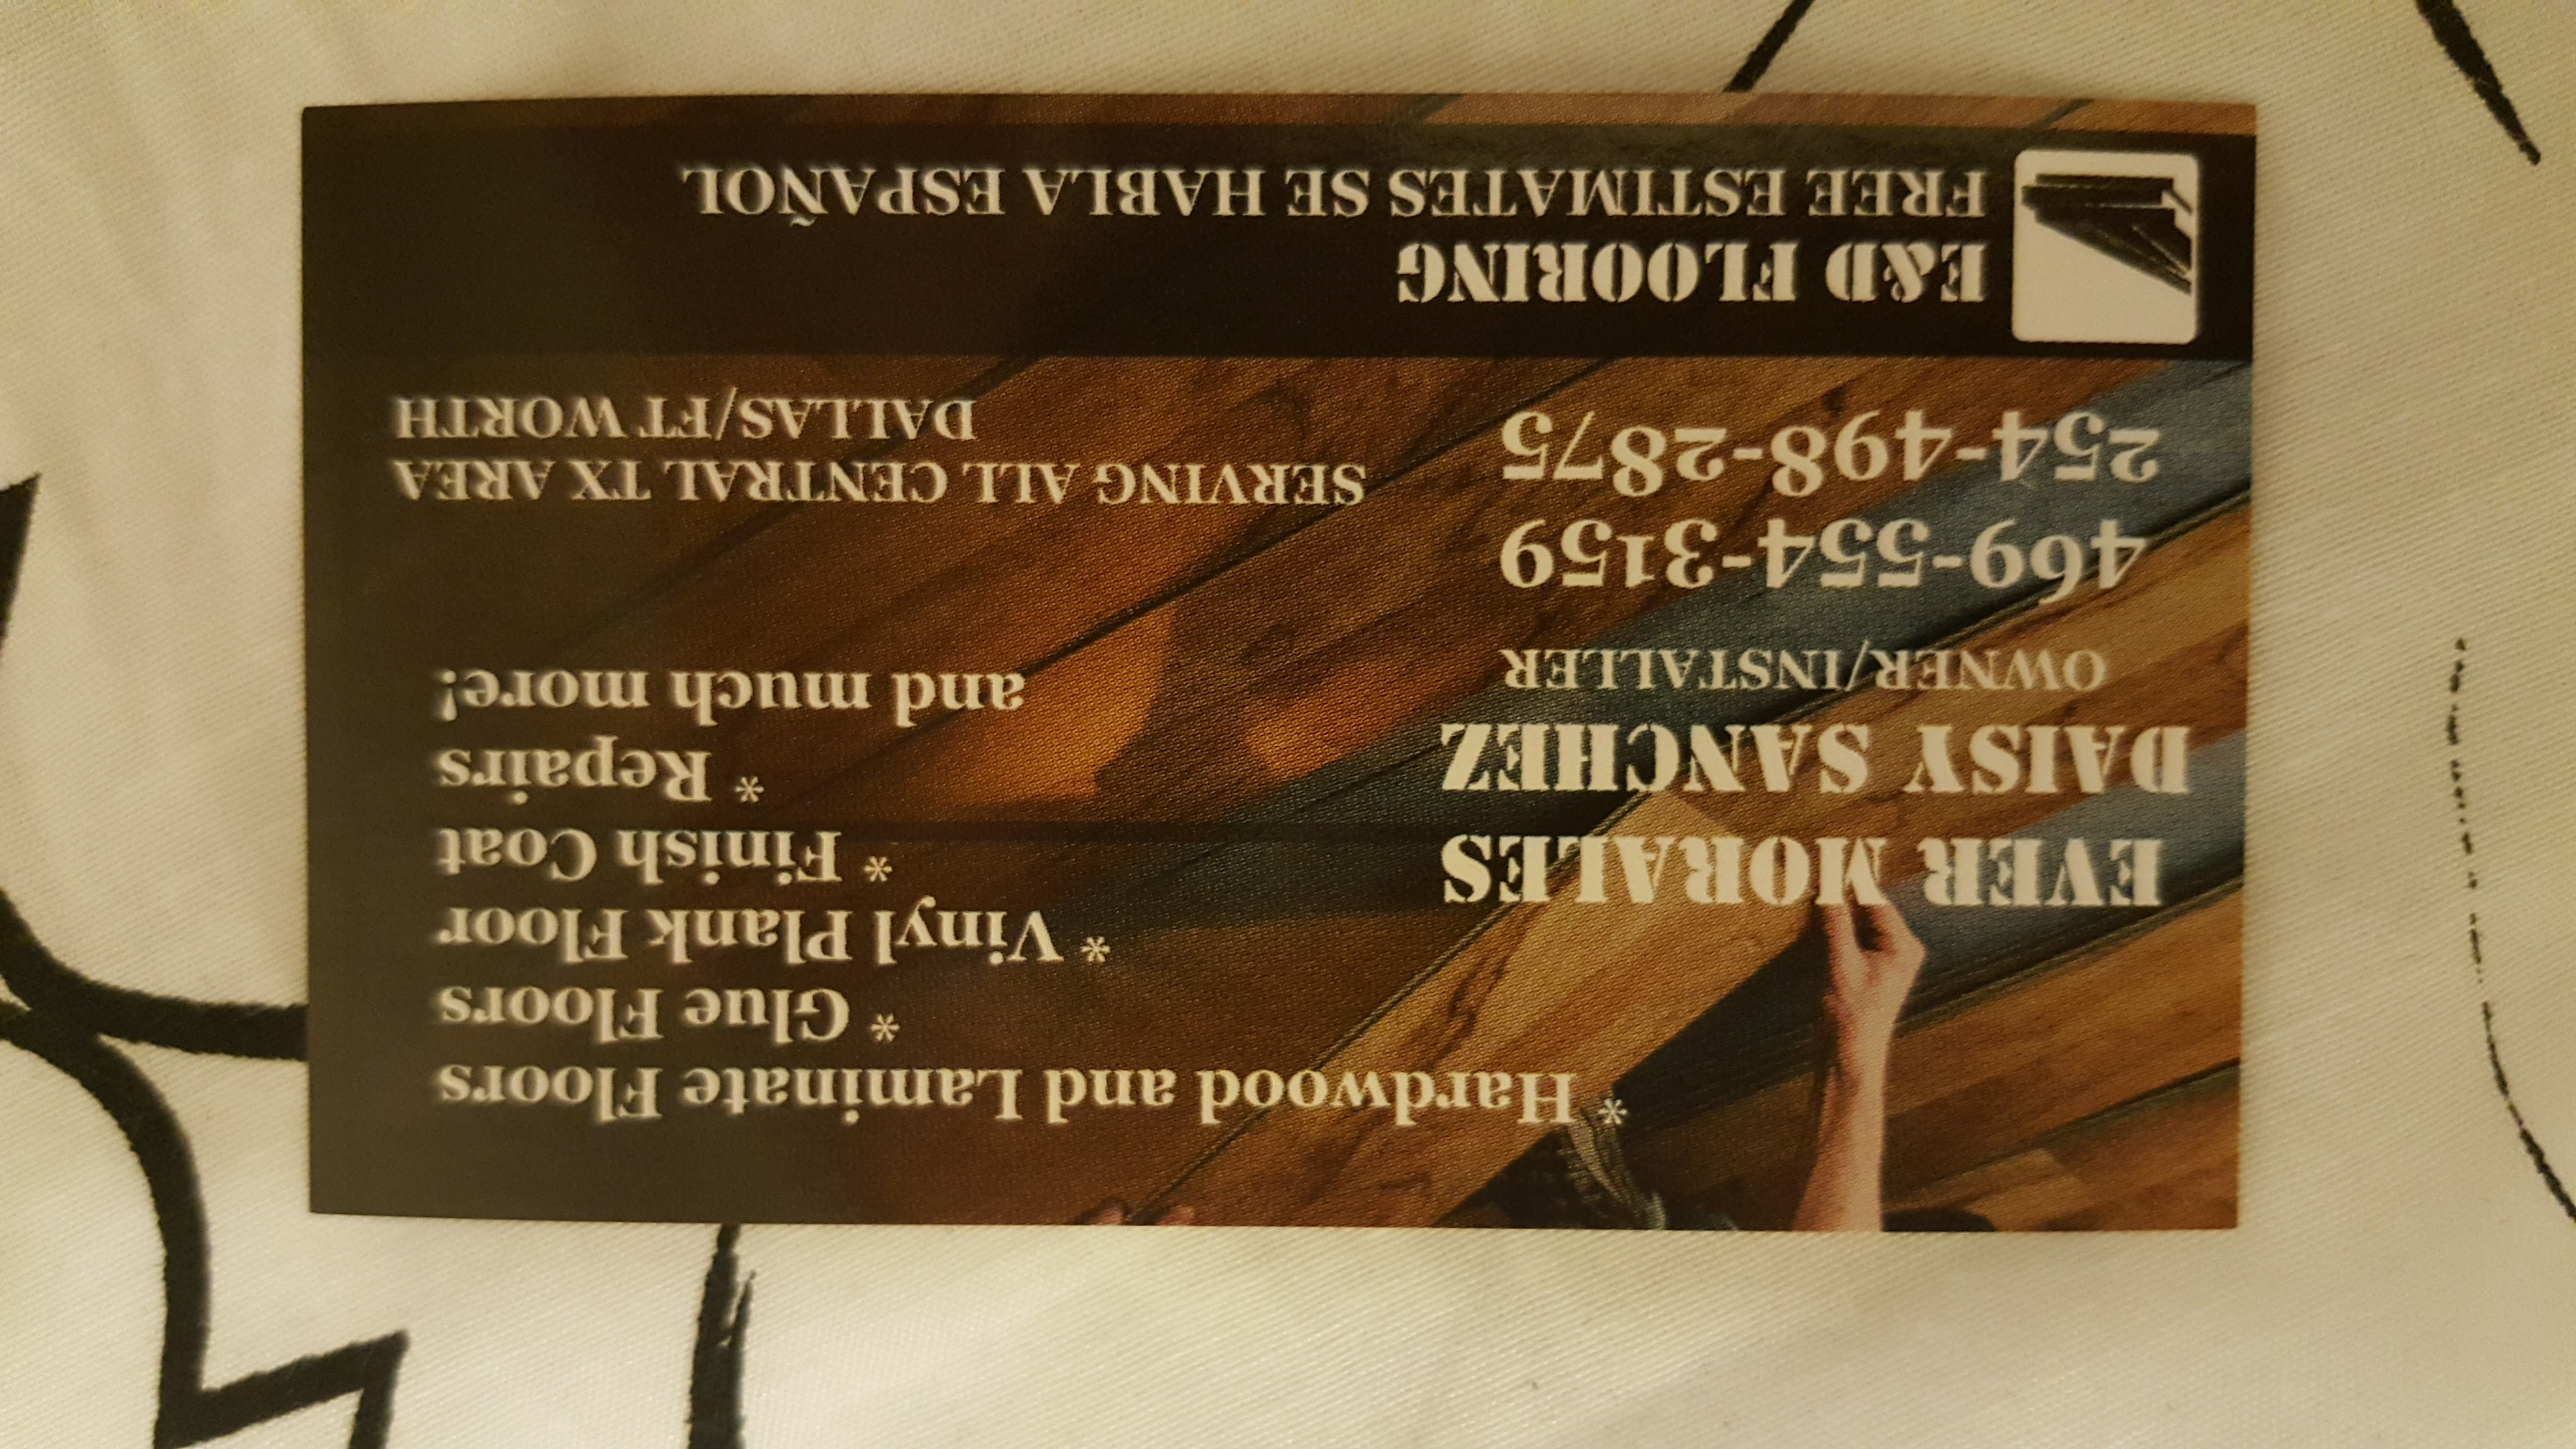 * Hardwood and Laminate Floors
* Glue Floors
* Vinyl Plank Floor
* Finish Coat
* Repairs
and much more!
EVER MORALES
DAISY SANCHEZ
OWNER/INSTALLER
469-554-3159
254-498-2875
SERVING ALL CENTRAL TX AREA
DALLAS/FT WORTH
E&D FLOORING
FREE ESTIMATES SE HABLA ESPAÑOL